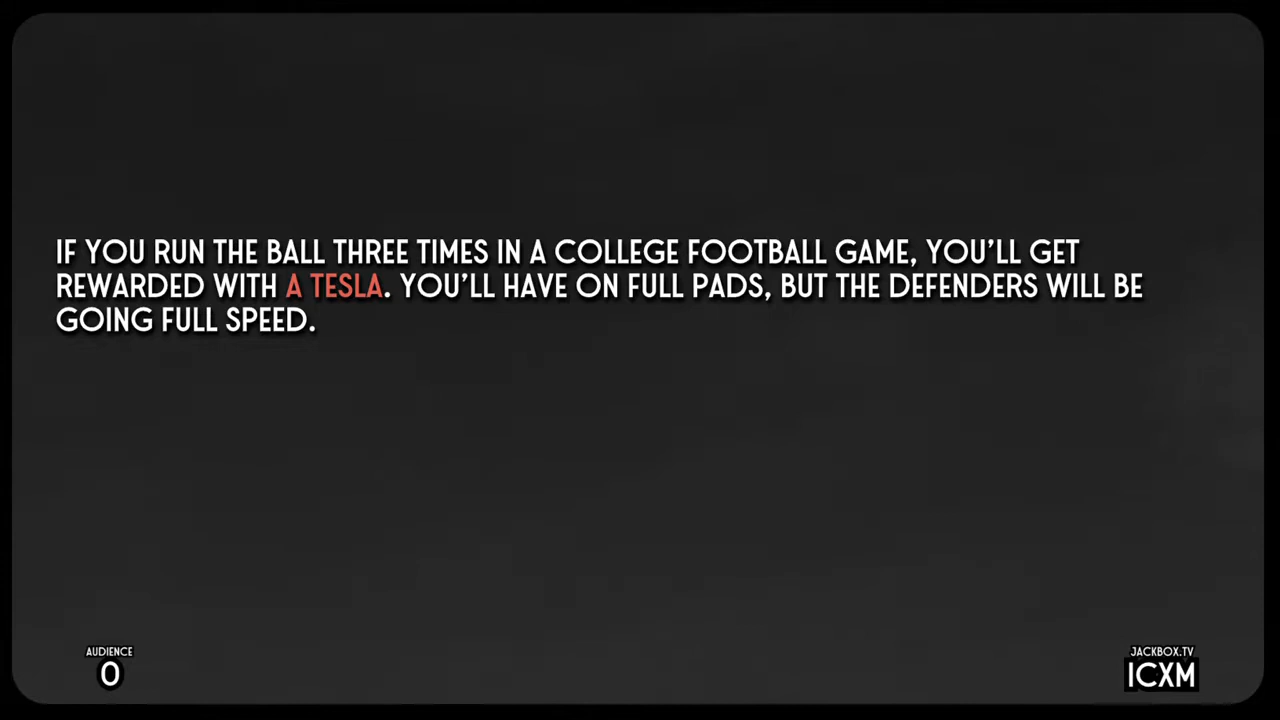 IF YOU RUN THE BALL THREE TIMES IN A COLLEGE FOOTBALL GAME, YOU'LL GET
REWARDED WITH A TESLA. YOU'LL HAVE ON FULL PADS, BUT THE DEFENDERS WILL BE
GOING FULL SPEED.
AUDIENCE
0
JACKBOX.TV
ICXM